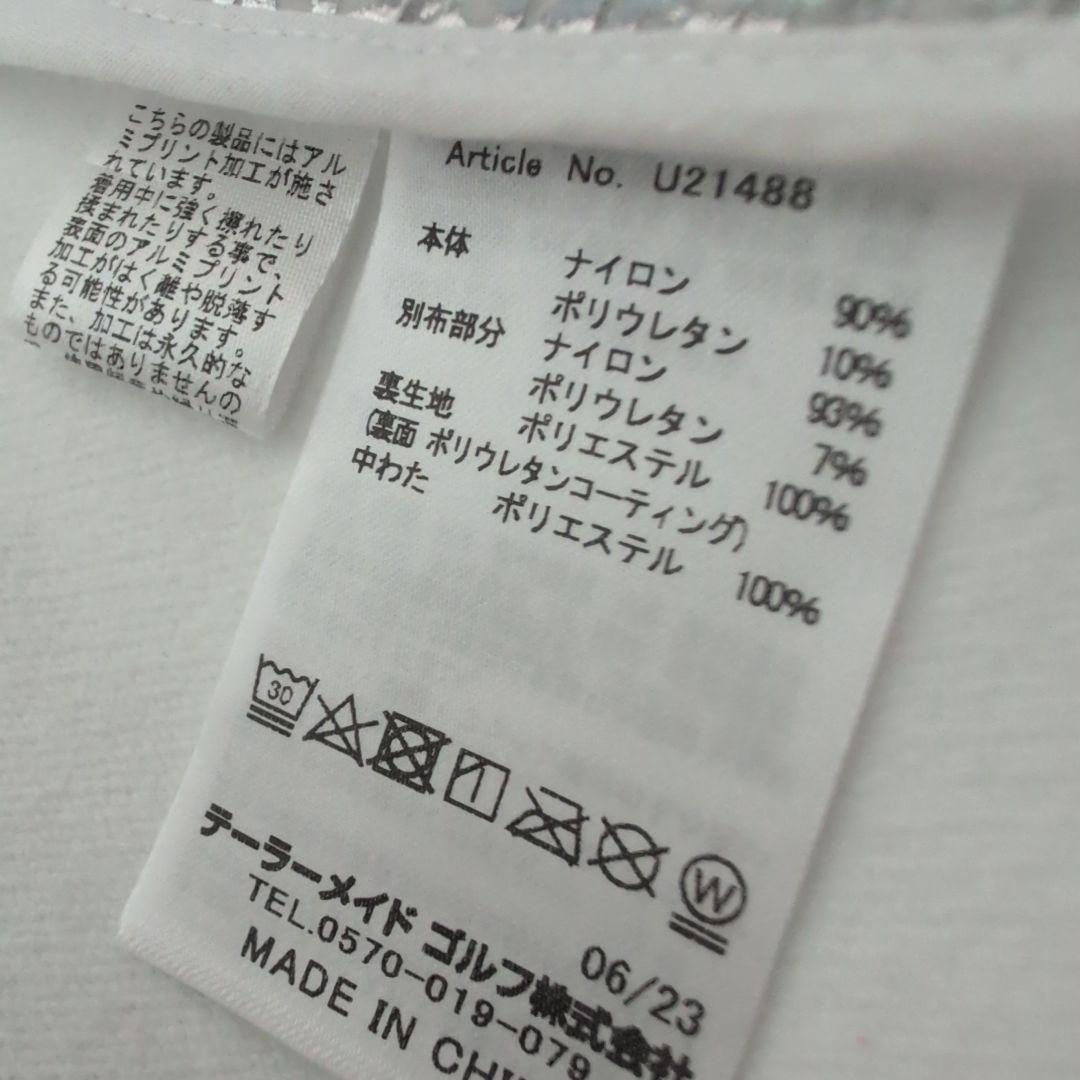 こちらの製品にはアル
ミプリント加工が施さ
れています。
着用中に強く擦れたり
揉まれたりする事で、
表面のアルミプリント
加工がはく離や脱落す
る可能性があります。
また、加工は永久的な
ものではありませんの
Article No. U21488
本体 ナイロン 90%
ポリウレタン 10%
別布部分 ナイロン 93%
ポリウレタン 7%
裏生地 ポリエステル 100%
(裏面 ポリウレタンコーティング)
中わた ポリエステル 100%
30
W
06/23
テーラーメイド ゴルフ株式会社
TEL.0570-019-079
MADE IN